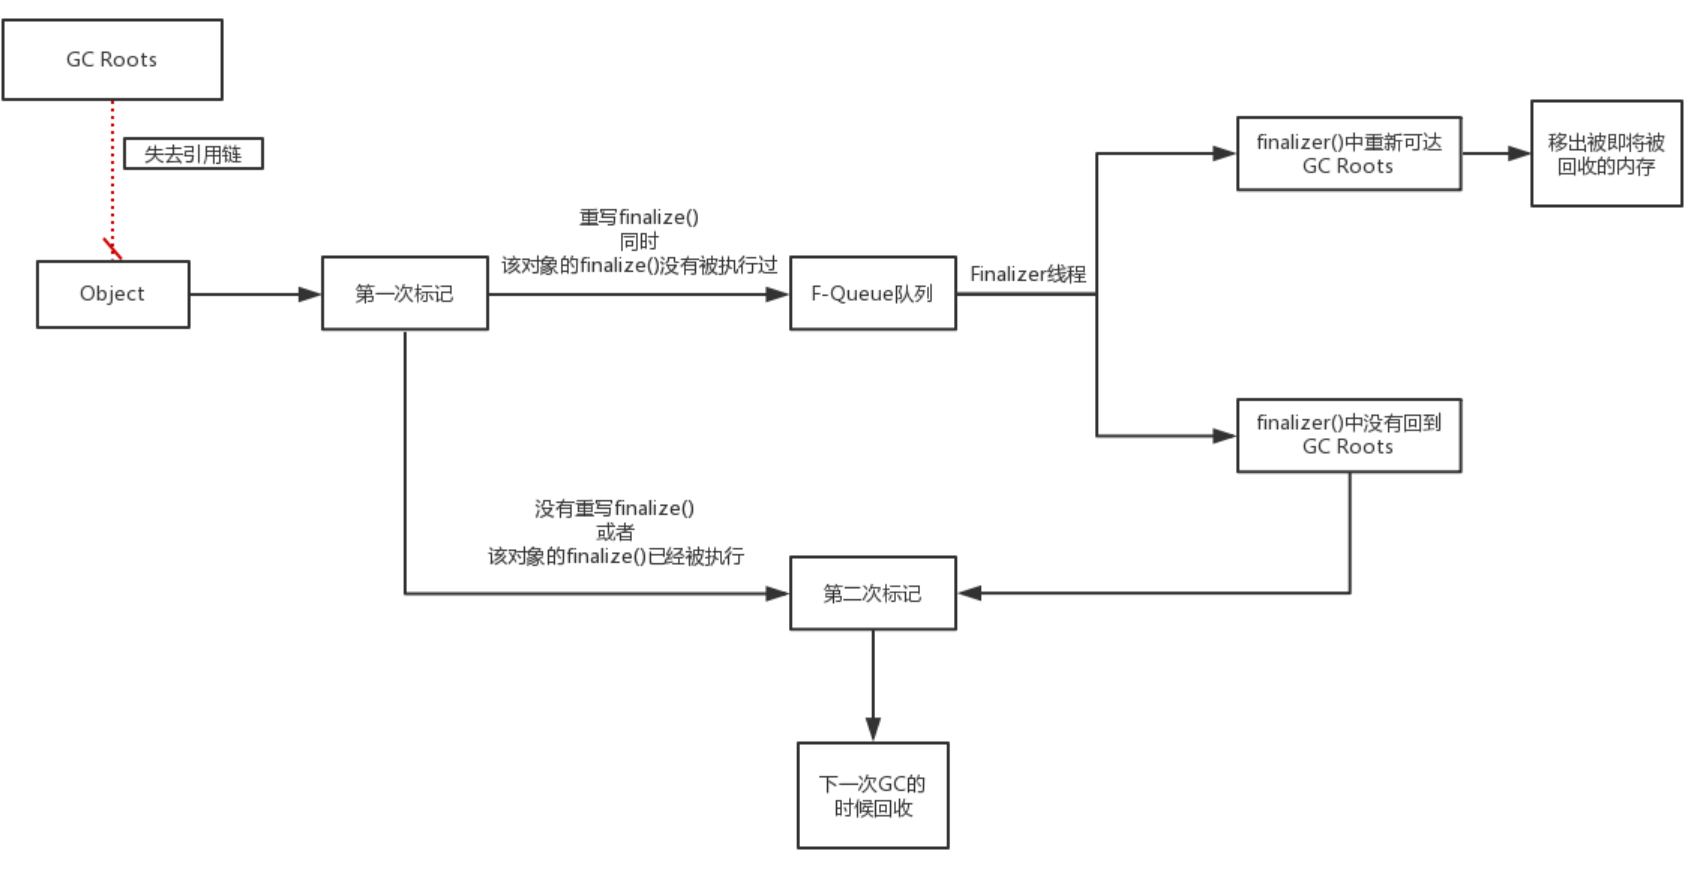 GC Roots
失去引用链
Object
第一次标记
重写finalize()
同时
该对象的finalize()没有被执行过
F-Queue队列
Finalizer线程
finalizer()中重新可达
GC Roots
移出被即将被
回收的内存
finalizer()中没有回到
GC Roots
没有重写finalize()
或者
该对象的finalize()已经被执行
第二次标记
下一次GC的
时候回收